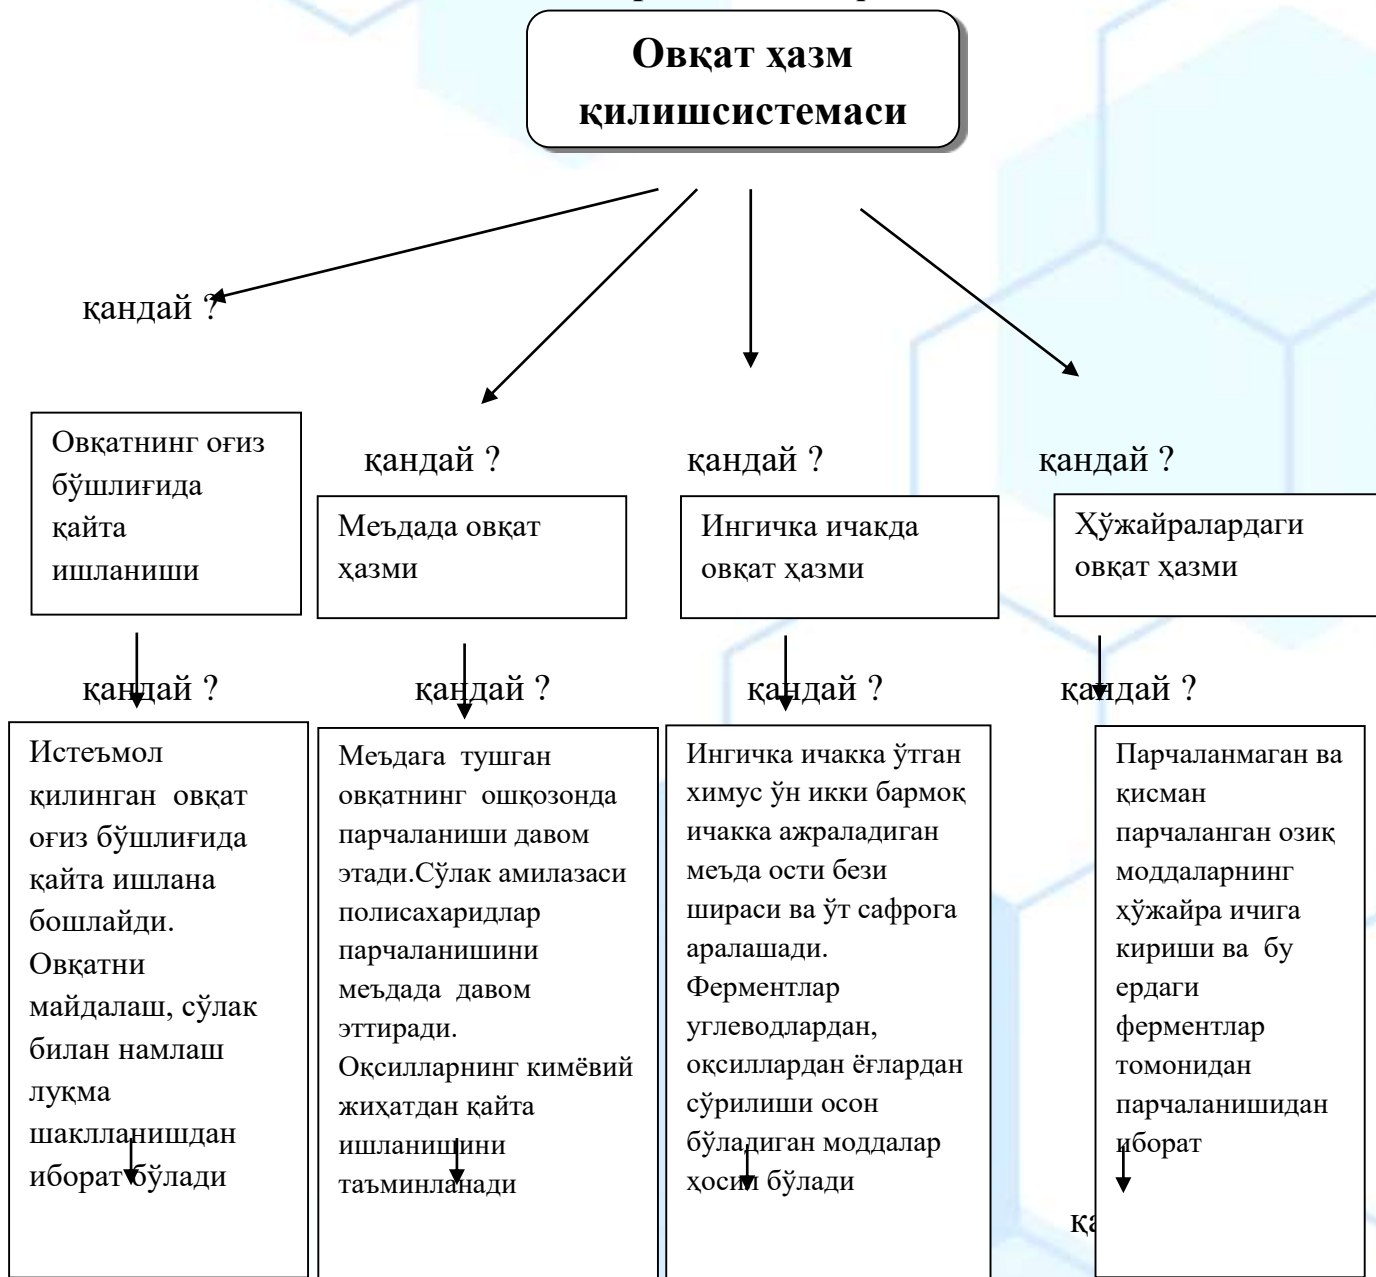 Овқат ҳазм
қилишсистемаси
қандай ?
Овқатнинг оғиз
бўшлиғида
қайта
ишланиши
қандай ?
Меъдада овқат
ҳазми
қандай ?
Ингичка ичакда
овқат ҳазми
қандай ?
Ҳўжайралардаги
овқат ҳазми
қандай ?
Истеъмол
қилинган овқат
оғиз бўшлиғида
қайта ишлана
бошлайди.
Овқатни
майдалаш, сўлак
билан намлаш
луқма
шаклланишдан
иборат бўлади
қандай ?
Меъдага тушган
овқатнинг ошқозонда
парчаланиши давом
этади.Сўлак амилазаси
полисахаридлар
парчаланишини
меъдада давом
эттиради.
Оқсилларнинг кимёвий
жиҳатдан қайта
ишланишини
таъминланади
қандай ?
Ингичка ичакка ўтган
химус ўн икки бармоқ
ичакка ажраладиган
меъда ости бези
шираси ва ўт сафрога
аралашади.
Ферментлар
углеводлардан,
оқсиллардан ёғлардан
сўрилиши осон
бўладиган моддалар
ҳосил бўлади
қандай ?
Парчаланмаган ва
қисман
парчаланган озиқ
моддаларнинг
ҳўжайра ичига
кириши ва бу
ердаги
ферментлар
томонидан
парчаланишидан
иборат